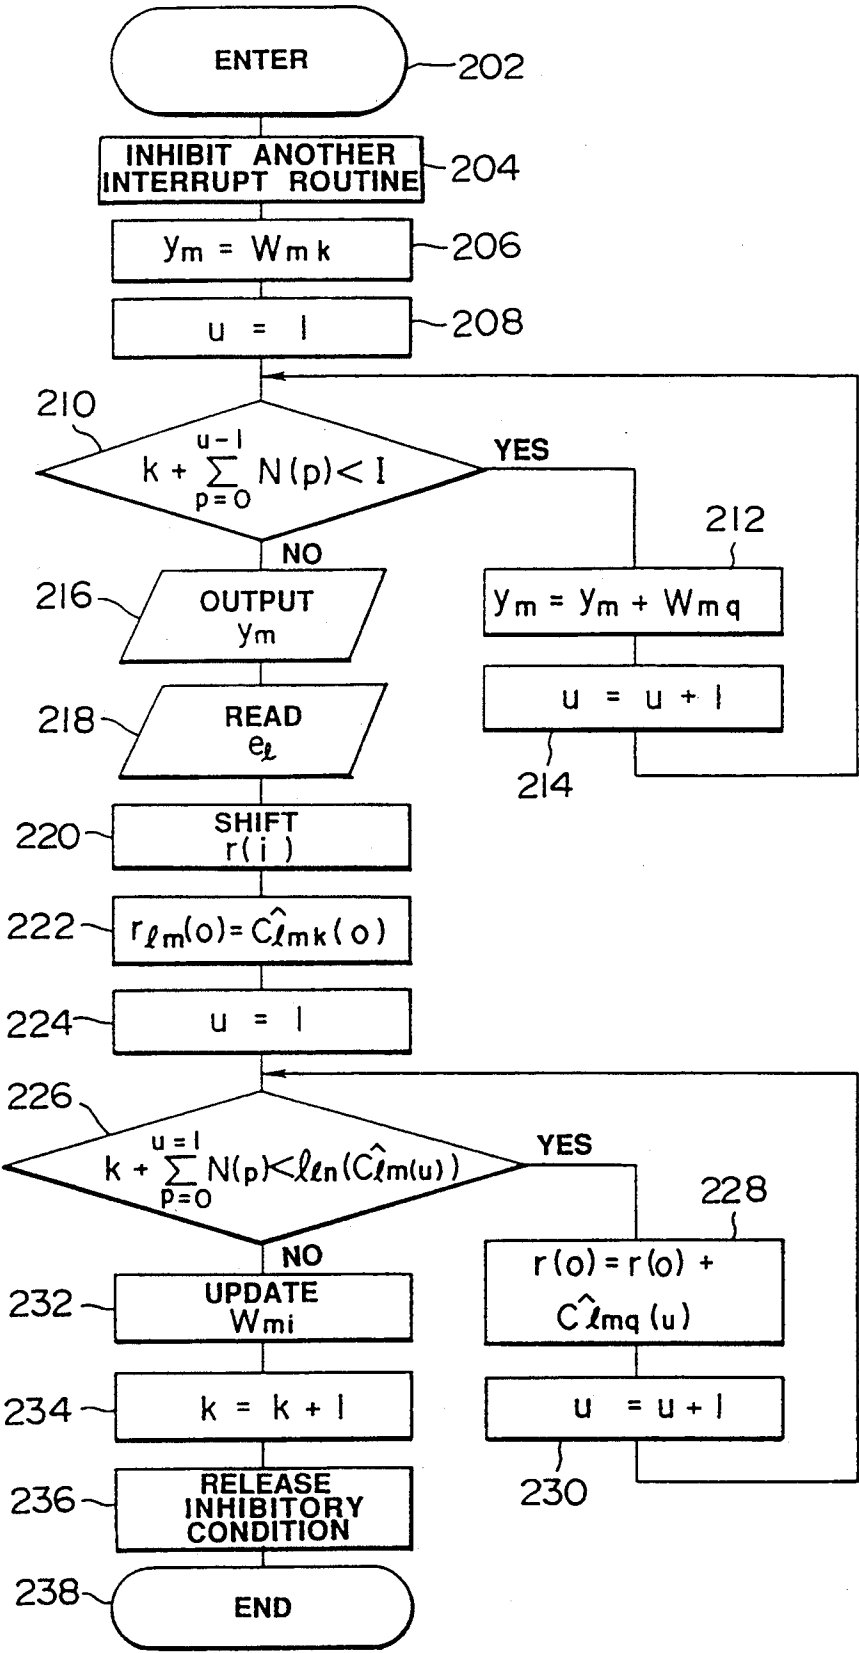 ENTER
202
INHIBIT ANOTHER
INTERRUPT ROUTINE
204
ym = Wmk
206
u = 1
208
210
k + Σ N(p) < I
u-1
p=0
YES
NO
212
ym = ym + Wmq
u = u + 1
214
216
OUTPUT
ym
218
READ
eℓ
220
SHIFT
r(i)
222
rℓm(o) = Ĉℓmk(o)
224
u = 1
226
k + Σ N(p) < ℓℓn(Ĉℓm(u))
u=1
p=0
YES
NO
228
r(o) = r(o) +
Ĉℓmq(u)
u = u + 1
230
232
UPDATE
Wmi
234
k = k + 1
236
RELEASE
INHIBITORY
CONDITION
238
END